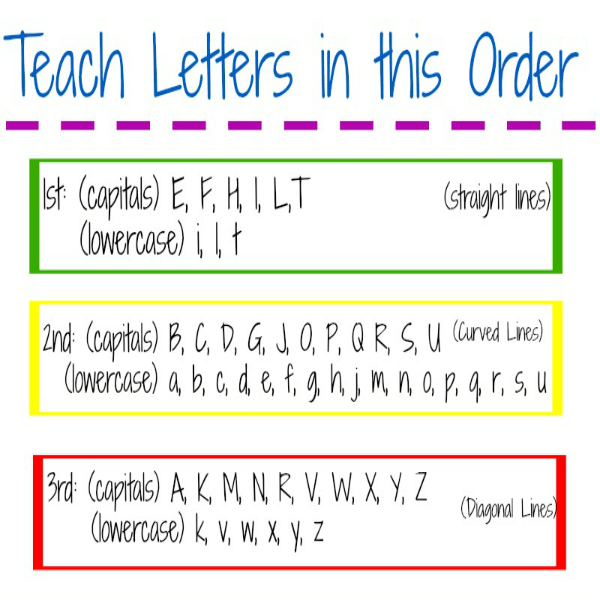 Teach Letters in this Order
1st: (capitals) E, F, H, I, L,T (straight lines)
(lowercase) i, l, t
2nd: (capitals) B, C, D, G, J, O, P, Q R, S, U (Curved Lines)
(lowercase) a, b, c, d, e, f, g, h, j, m, n, o, p, q, r, s, u
3rd: (capitals) A, K, M, N, R, V, W, X, Y, Z
(Diagonal Lines)
(lowercase) k, v, w, x, y, z